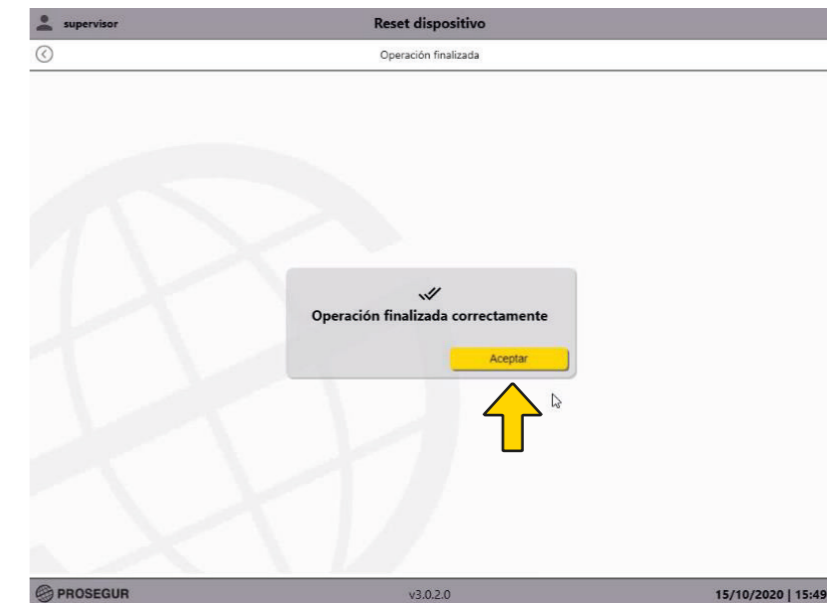 supervisor Reset dispositivo
Operación finalizada
Operación finalizada correctamente
Aceptar
PROSEGUR v3.0.2.0 15/10/2020 | 15:49